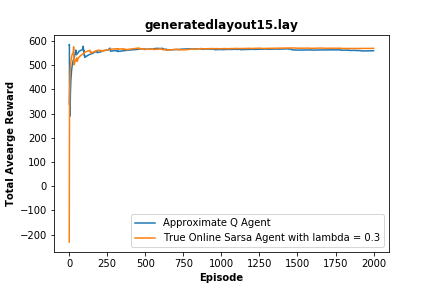 generatedlayout15.lay
Total Avearge Reward
600
500
400
300
200
100
0
−100
−200
Approximate Q Agent
True Online Sarsa Agent with lambda = 0.3
0 250 500 750 1000 1250 1500 1750 2000
Episode